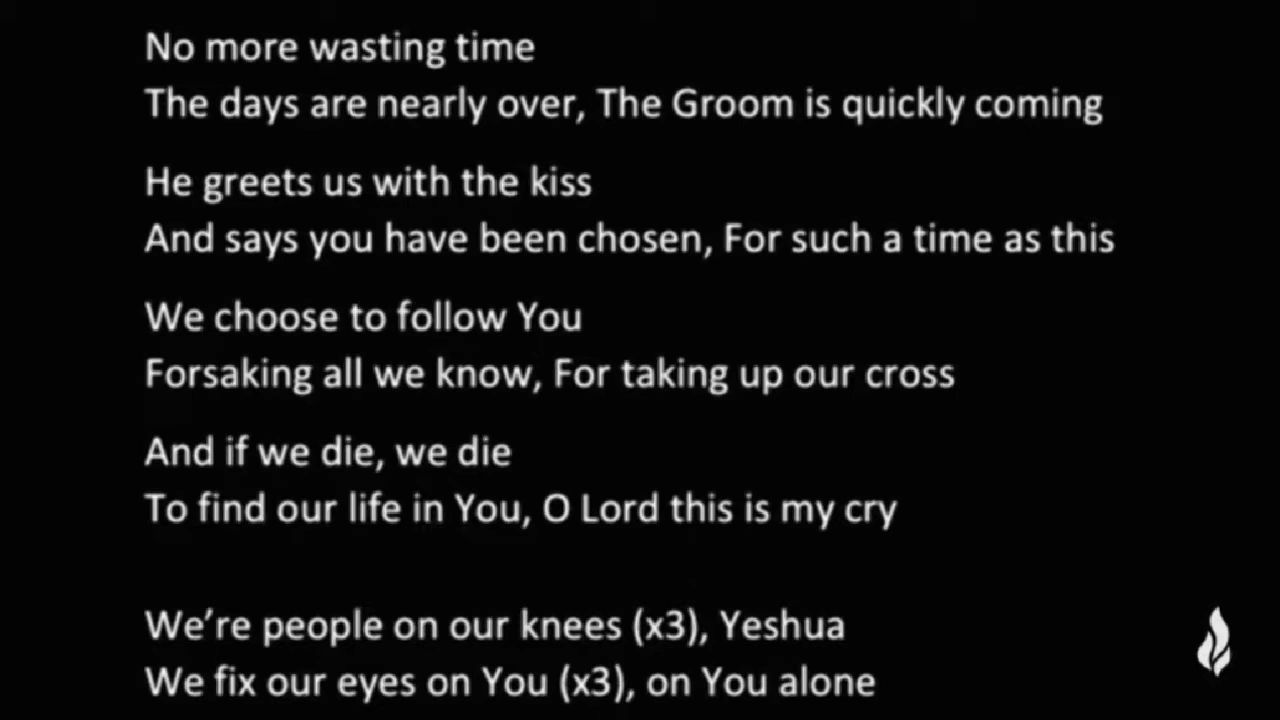 No more wasting time
The days are nearly over, The Groom is quickly coming
He greets us with the kiss
And says you have been chosen, For such a time as this
We choose to follow You
Forsaking all we know, For taking up our cross
And if we die, we die
To find our life in You, O Lord this is my cry
We’re people on our knees (x3), Yeshua
We fix our eyes on You (x3), on You alone